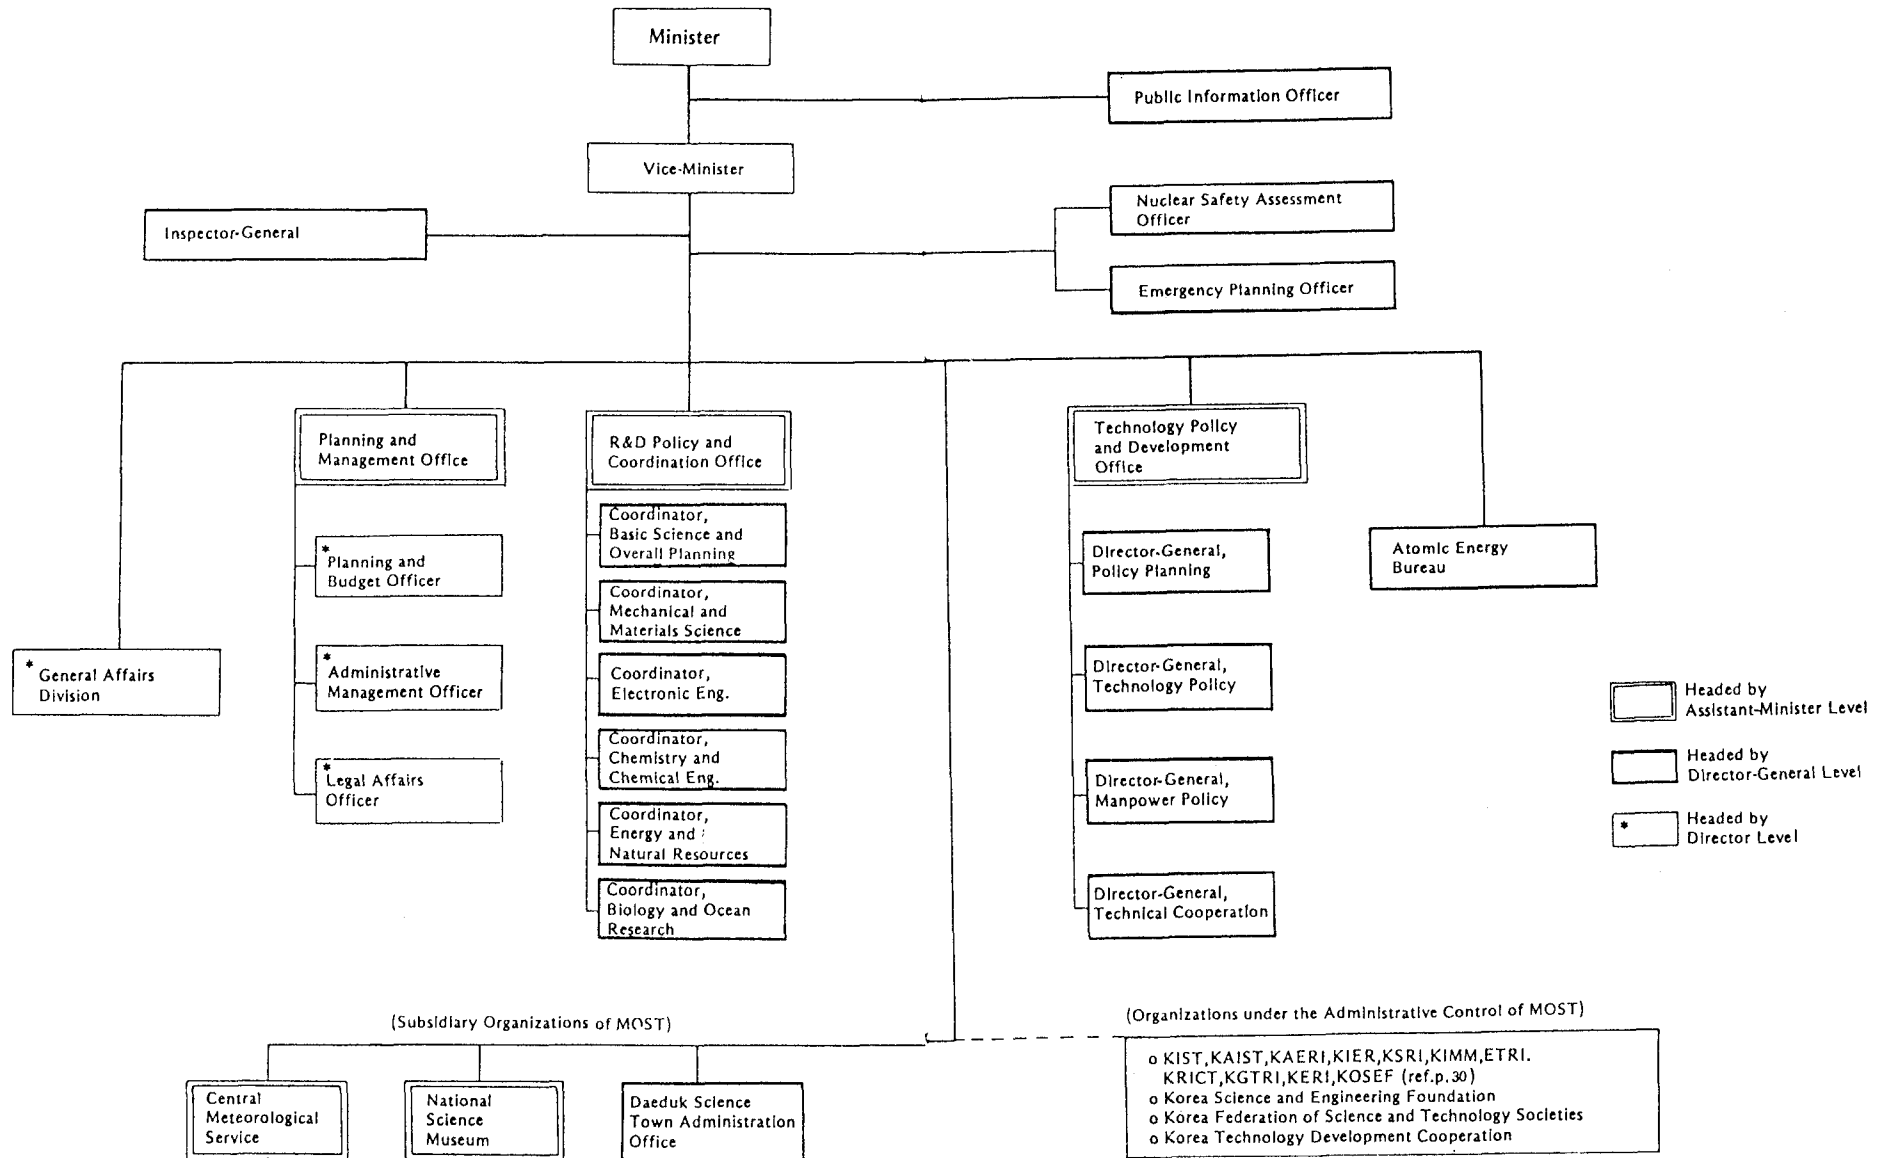 Minister
Public Information Officer
Vice-Minister
Nuclear Safety Assessment
Officer
Inspector-General
Emergency Planning Officer
Planning and
Management Office
R&D Policy and
Coordination Office
Technology Policy
and Development
Office
Coordinator,
Basic Science and
Overall Planning
Coordinator,
Mechanical and
Materials Science
Coordinator,
Electronic Eng.
Coordinator,
Chemistry and
Chemical Eng.
Coordinator,
Energy and
Natural Resources
Coordinator,
Biology and Ocean
Research
*
Planning and
Budget Officer
*
Administrative
Management Officer
*
Legal Affairs
Officer
* General Affairs
Division
Director-General,
Policy Planning
Director-General,
Technology Policy
Director-General,
Manpower Policy
Director-General,
Technical Cooperation
Atomic Energy
Bureau
Headed by
Assistant-Minister Level
Headed by
Director-General Level
*
Headed by
Director Level
(Subsidiary Organizations of MOST)
Central
Meteorological
Service
National
Science
Museum
Daeduk Science
Town Administration
Office
(Organizations under the Administrative Control of MOST)
o KIST,KAIST,KAERI,KIER,KSRI,KIMM,ETRI.
KRICT,KGTRI,KERI,KOSEF (ref.p.30)
o Korea Science and Engineering Foundation
o Korea Federation of Science and Technology Societies
o Korea Technology Development Cooperation